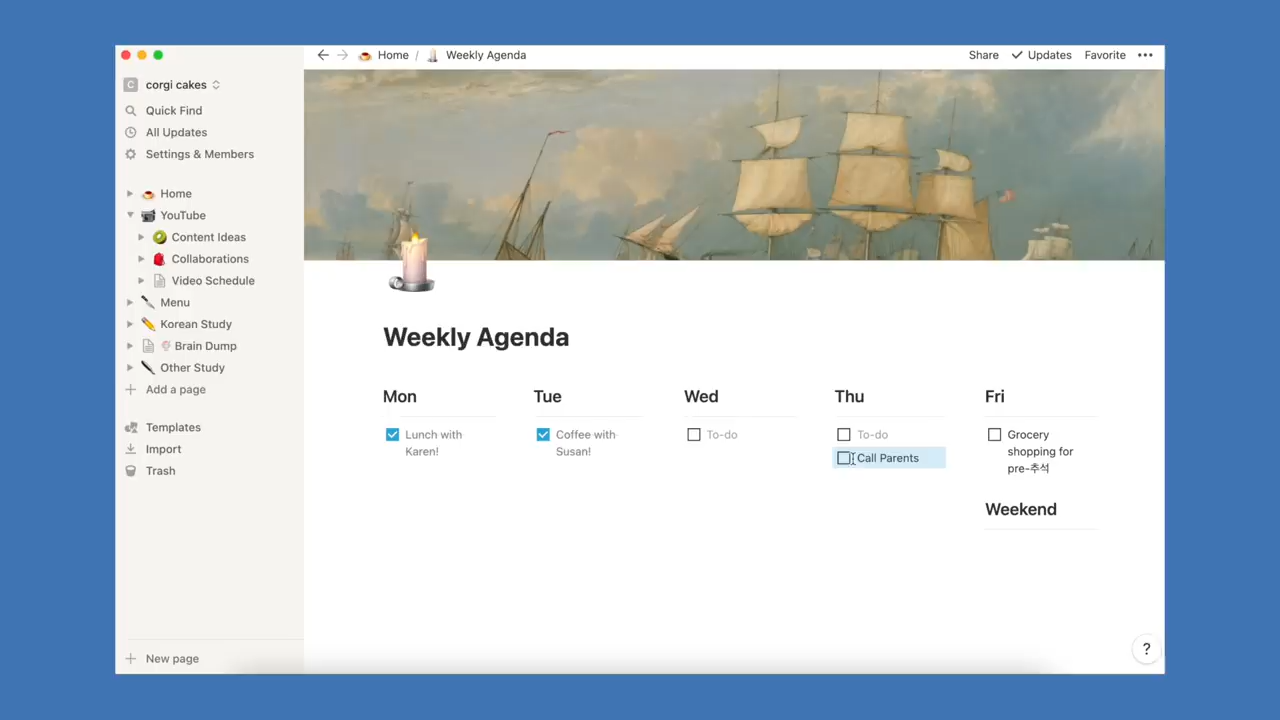 Home / Weekly Agenda
Share
Updates
Favorite
C corgi cakes
Quick Find
All Updates
Settings & Members
Home
YouTube
Content Ideas
Collaborations
Video Schedule
Menu
Korean Study
Brain Dump
Other Study
Add a page
Templates
Import
Trash
New page
Weekly Agenda
Mon
Lunch with
Karen!
Tue
Coffee with
Susan!
Wed
To-do
Thu
To-do
Call Parents
Fri
Grocery
shopping for
pre-추석
Weekend
?